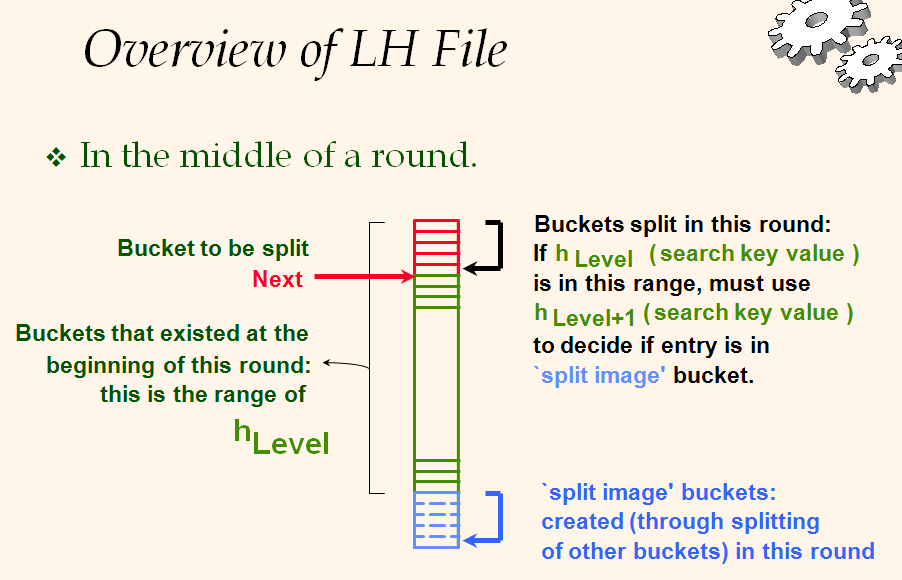 Overview of LH File
❖ In the middle of a round.
Bucket to be split
Next
Buckets that existed at the
beginning of this round:
this is the range of
hLevel
Buckets split in this round:
If h Level ( search key value )
is in this range, must use
h Level+1 ( search key value )
to decide if entry is in
`split image' bucket.
`split image' buckets:
created (through splitting
of other buckets) in this round